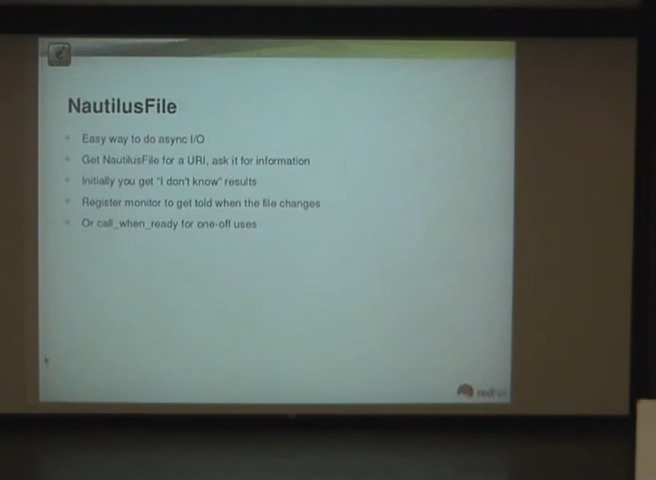 NautilusFile
Easy way to do async I/O
Get NautilusFile for a URI, ask it for information
Initially you get "I don't know" results
Register monitor to get told when the file changes
Or call_when_ready for one-off uses
redhat